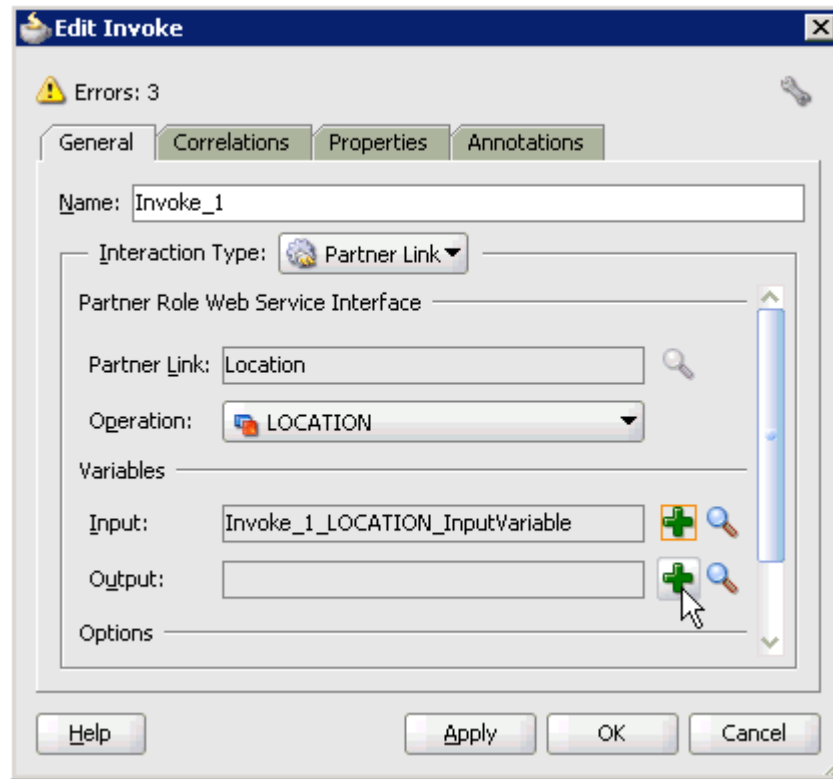 Edit Invoke
Errors: 3
General Correlations Properties Annotations
Name: Invoke_1
Interaction Type: Partner Link
Partner Role Web Service Interface
Partner Link: Location
Operation: LOCATION
Variables
Input: Invoke_1_LOCATION_InputVariable
Output:
Options
Help Apply OK Cancel